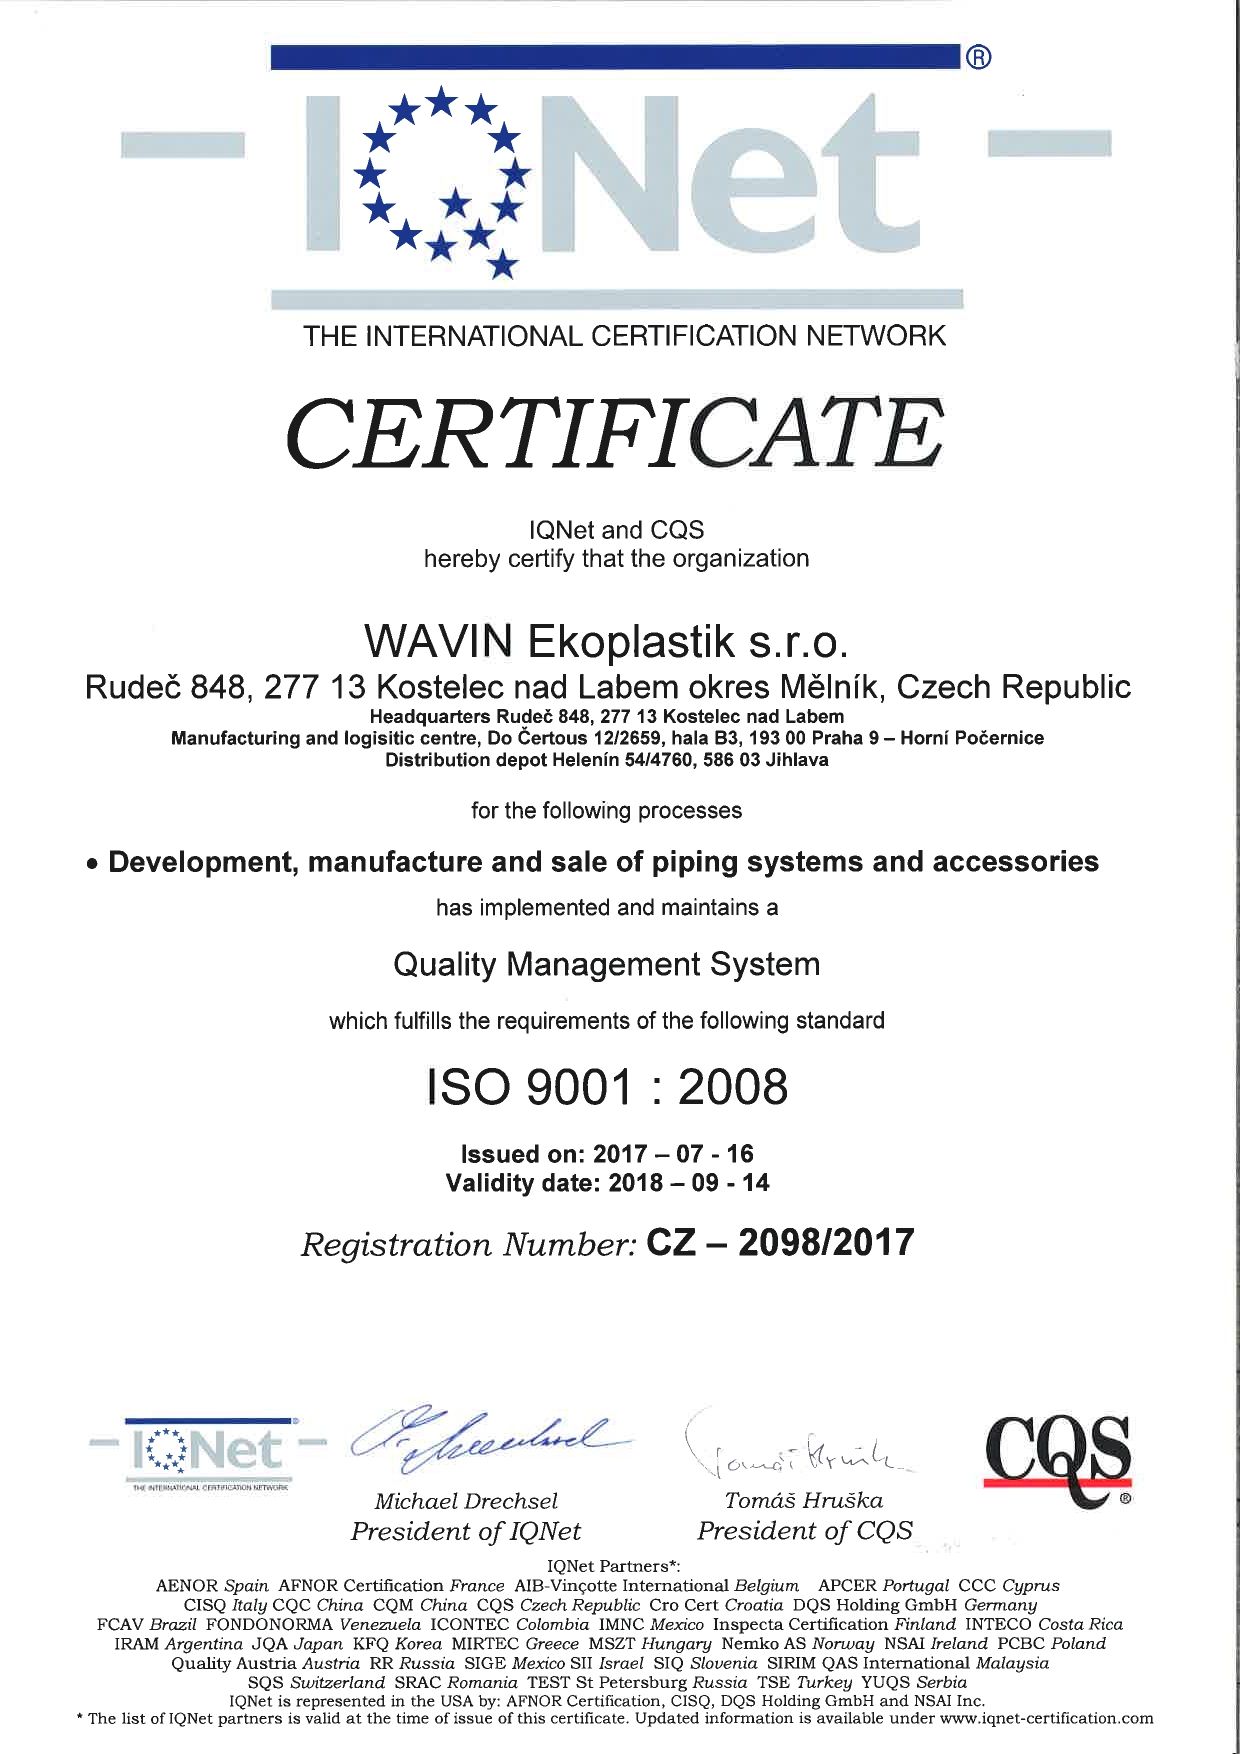 IQNet ®
THE INTERNATIONAL CERTIFICATION NETWORK
CERTIFICATE
IQNet and CQS
hereby certify that the organization
WAVIN Ekoplastik s.r.o.
Rudeč 848, 277 13 Kostelec nad Labem okres Mělník, Czech Republic
Headquarters Rudeč 848, 277 13 Kostelec nad Labem
Manufacturing and logisitic centre, Do Čertous 12/2659, hala B3, 193 00 Praha 9 – Horní Počernice
Distribution depot Helenín 54/4760, 586 03 Jihlava
for the following processes
• Development, manufacture and sale of piping systems and accessories
has implemented and maintains a
Quality Management System
which fulfills the requirements of the following standard
ISO 9001 : 2008
Issued on: 2017 – 07 - 16
Validity date: 2018 – 09 - 14
Registration Number: CZ – 2098/2017
IQNet ®
THE INTERNATIONAL CERTIFICATION NETWORK
CQS ®
Michael Drechsel
President of IQNet
Tomáš Hruška
President of CQS
IQNet Partners*:
AENOR Spain AFNOR Certification France AIB-Vinçotte International Belgium APCER Portugal CCC Cyprus
CISQ Italy CQC China CQM China CQS Czech Republic Cro Cert Croatia DQS Holding GmbH Germany
FCAV Brazil FONDONORMA Venezuela ICONTEC Colombia IMNC Mexico Inspecta Certification Finland INTECO Costa Rica
IRAM Argentina JQA Japan KFQ Korea MIRTEC Greece MSZT Hungary Nemko AS Norway NSAI Ireland PCBC Poland
Quality Austria Austria RR Russia SIGE Mexico SII Israel SIQ Slovenia SIRIM QAS International Malaysia
SQS Switzerland SRAC Romania TEST St Petersburg Russia TSE Turkey YUQS Serbia
IQNet is represented in the USA by: AFNOR Certification, CISQ, DQS Holding GmbH and NSAI Inc.
* The list of IQNet partners is valid at the time of issue of this certificate. Updated information is available under www.iqnet-certification.com